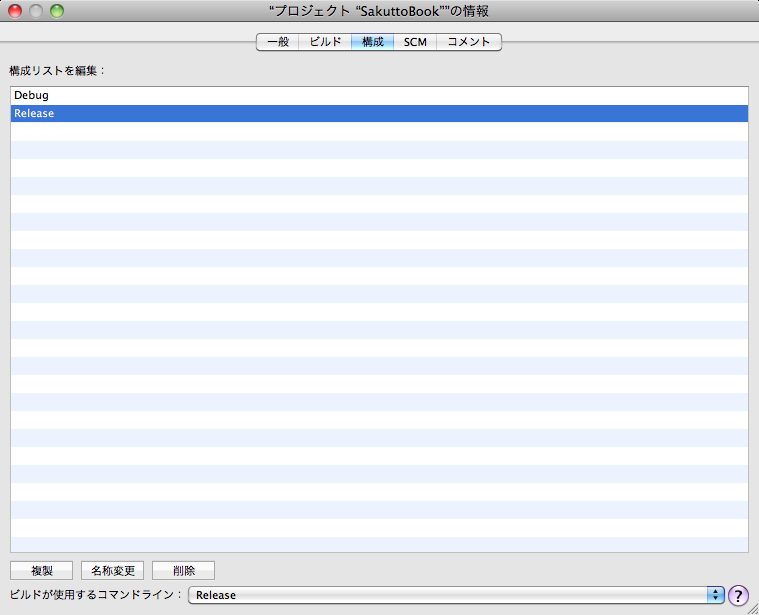 “プロジェクト “SakuttoBook””の情報
一般 ビルド 構成 SCM コメント
構成リストを編集：
Debug
Release
複製 名称変更 削除
ビルドが使用するコマンドライン： Release ?